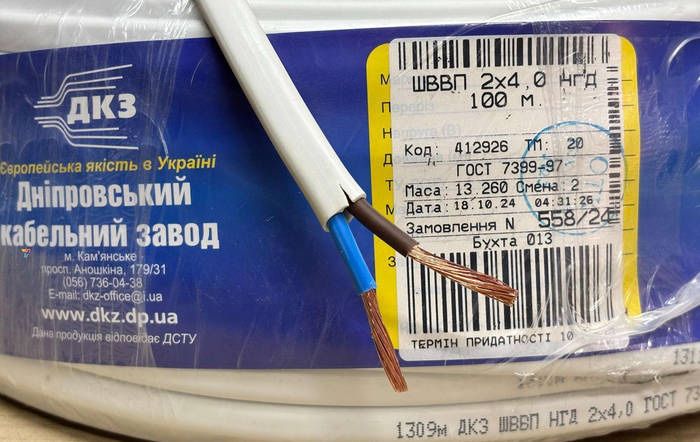 ДКЗ
Європейська якість в Україні
Дніпровський
кабельний завод
м. Кам'янське
просп. Аношкіна, 179/31
(056) 736-04-38
E-mail: dkz-office@i.ua
www.dkz.dp.ua
Дана продукція відповідає ДСТУ
ШВВП 2х4,0 НГД
100 м.
Код: 412926 ТМ: 20
ГОСТ 7399-97
Маса: 13.260 Смена: 2
Дата: 18.10.24 04:31:26
Замовлення N 558/24
Бухта 013
ТЕРМІН ПРИДАТНОСТІ 10
1309м ДКЗ ШВВП НГД 2х4,0 ГОСТ 7